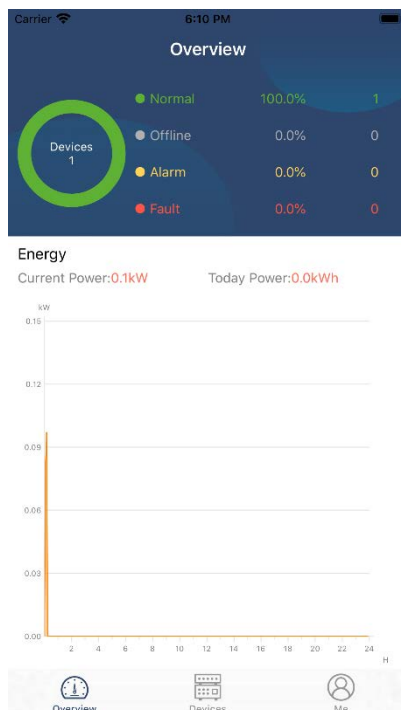 Carrier 6:10 PM
Overview
Devices
1
Normal 100.0% 1
Offline 0.0% 0
Alarm 0.0% 0
Fault 0.0% 0
Energy
Current Power:0.1kW Today Power:0.0kWh
kW
0.15
0.12
0.09
0.06
0.03
0.00
2 4 6 8 10 12 14 16 18 20 22 24
H
Overview Devices Me